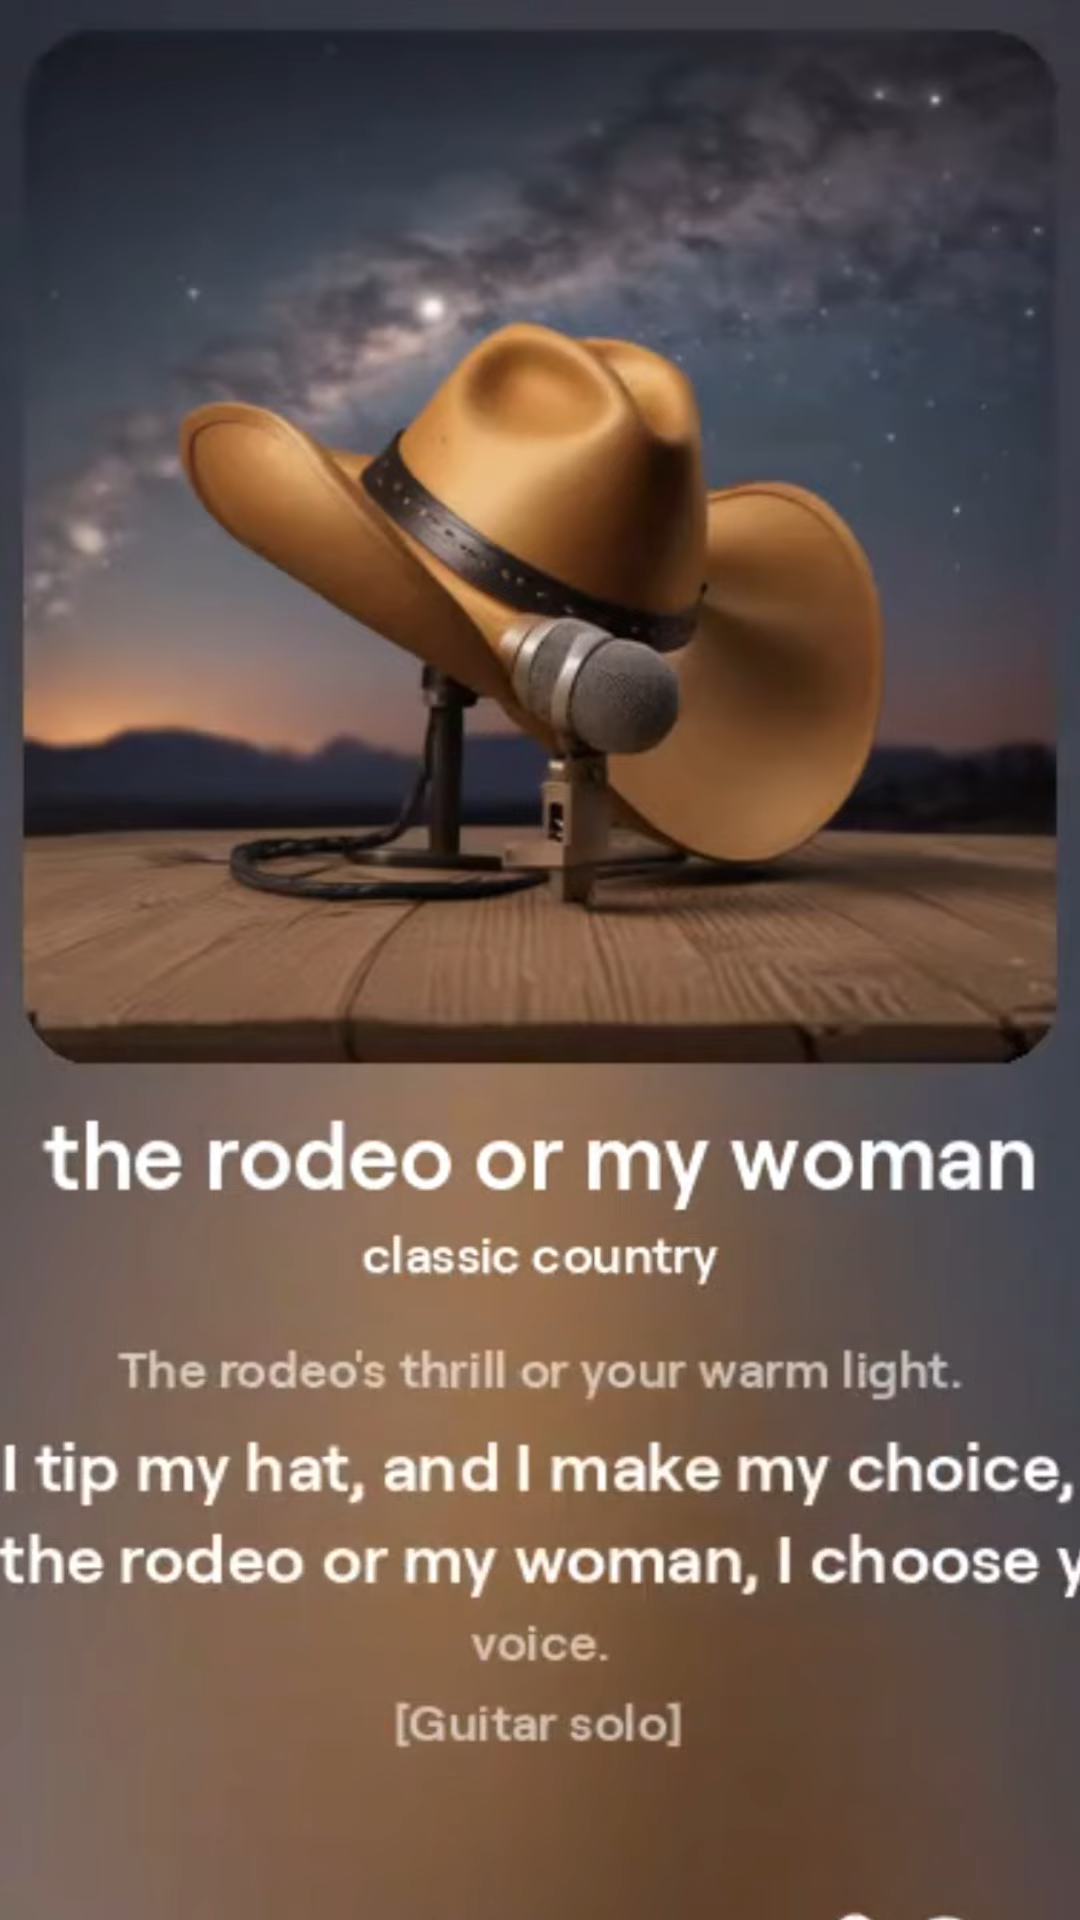 the rodeo or my woman
classic country
The rodeo's thrill or your warm light.
I tip my hat, and I make my choice,
the rodeo or my woman, I choose
voice.
[Guitar solo]